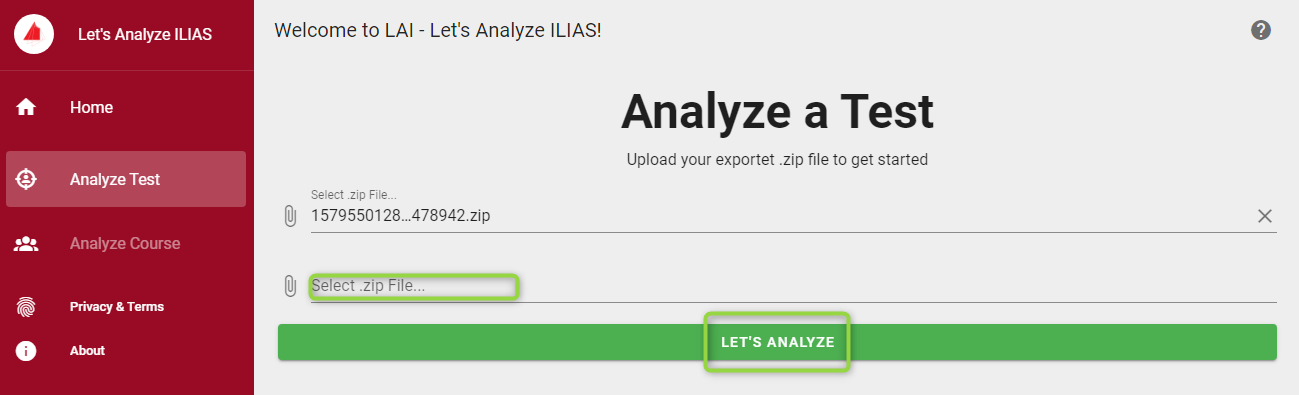 Let's Analyze ILIAS
Welcome to LAI - Let's Analyze ILIAS!
Home
Analyze Test
Analyze Course
Privacy & Terms
About
Analyze a Test
Upload your exportet .zip file to get started
Select .zip File...
1579550128...478942.zip
Select .zip File...
LET'S ANALYZE